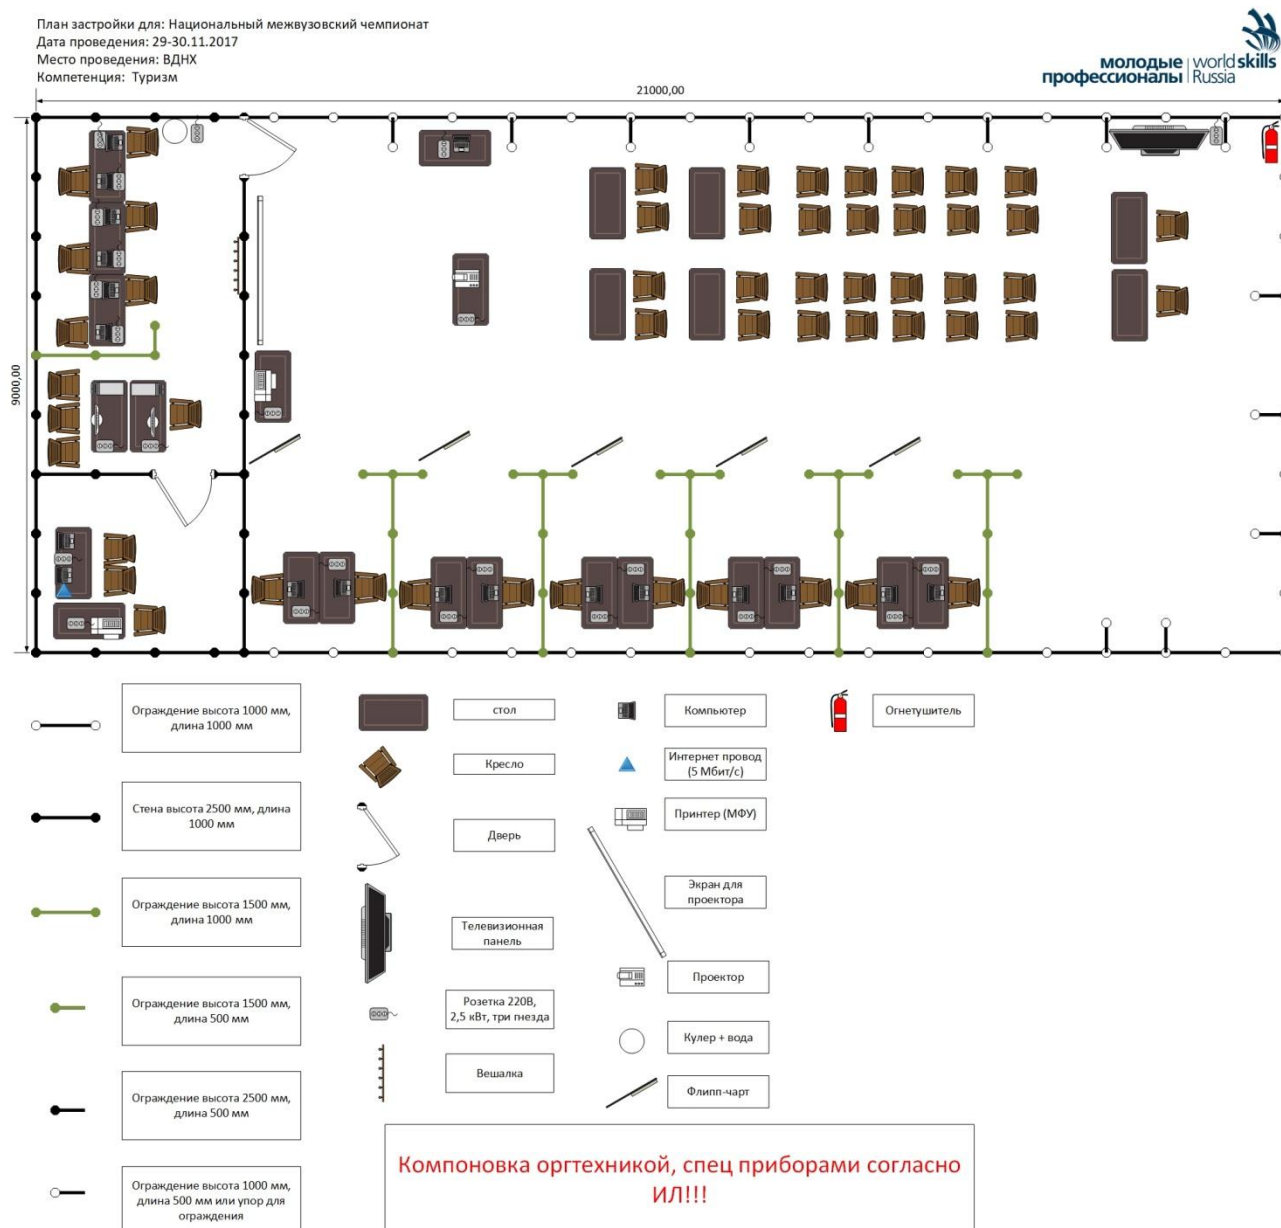 План застройки для: Национальный межвузовский чемпионат
Дата проведения: 29-30.11.2017
Место проведения: ВДНХ
Компетенция: Туризм
молодые
профессионалы
worldskills
Russia
21000,00
9000,00
Ограждение высота 1000 мм,
длина 1000 мм
Стена высота 2500 мм, длина
1000 мм
Ограждение высота 1500 мм,
длина 1000 мм
Ограждение высота 1500 мм,
длина 500 мм
Ограждение высота 2500 мм,
длина 500 мм
Ограждение высота 1000 мм,
длина 500 мм или упор для
ограждения
стол
Кресло
Дверь
Телевизионная
панель
Розетка 220В,
2,5 кВт, три гнезда
Вешалка
Компьютер
Интернет провод
(5 Мбит/с)
Принтер (МФУ)
Экран для
проектора
Проектор
Кулер + вода
Флипп-чарт
Огнетушитель
Компоновка оргтехникой, спец приборами согласно
ИЛ!!!